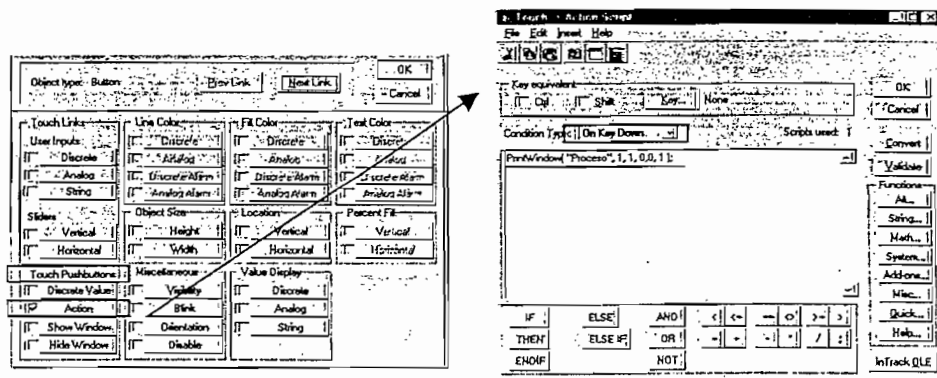 Object type: Button
Prev Link
Next Link
OK
Cancel
Touch Links
User Inputs
Discrete
Analog
String
Sliders
Vertical
Horizontal
Touch Pushbuttons
Discrete Value
Action
Show Window
Hide Window
Line Color
Discrete
Analog
Discrete Alarm
Analog Alarm
Object Size
Height
Width
Miscellaneous
Visibility
Blink
Orientation
Disable
Fill Color
Discrete
Analog
Discrete Alarm
Analog Alarm
Location
Vertical
Horizontal
Value Display
Discrete
Analog
String
Text Color
Discrete
Analog
Discrete Alarm
Analog Alarm
Percent Fill
Vertical
Horizontal
Touch -> Action Script
File Edit Insert Help
Key equivalent
Ctrl Shift Key... None
Condition Type: On Key Down Scripts used: 1
PrintWindow( "Proceso", 1, 1, 0,0, 1 );
OK
Cancel
Convert
Validate
Functions
All...
String...
Math...
System...
Add-ons...
Misc...
Quick...
Help...
InTrack OLE
IF ELSE AND < <= == <> >= >
THEN ELSE IF OR = + - * / ;
ENDIF NOT